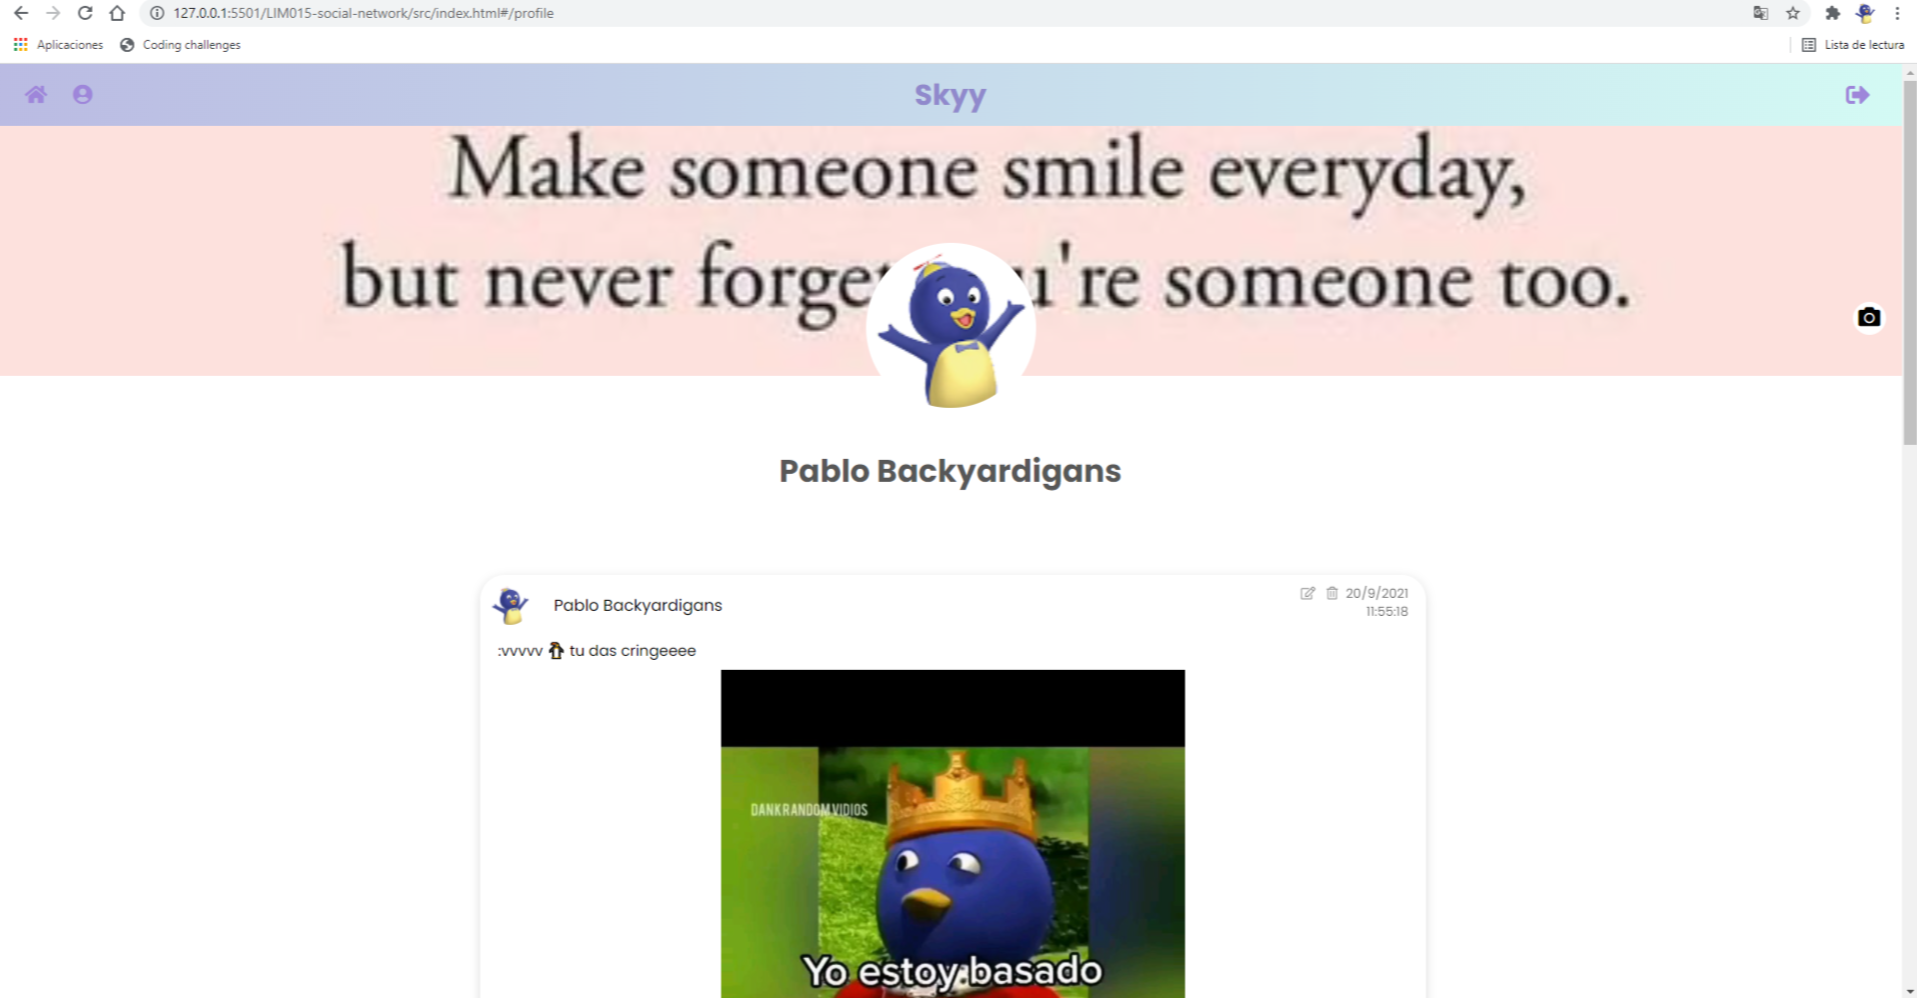 127.0.0.1:5501/LIM015-social-network/src/index.html#/profile
Aplicaciones Coding challenges Lista de lectura
Skyy
Make someone smile everyday,
but never forge u're someone too.
Pablo Backyardigans
Pablo Backyardigans 20/9/2021
11:55:18
:vvvvv 🐧 tu das cringeeee
DANKRANDOM VIDIOS
Yo estoy basado